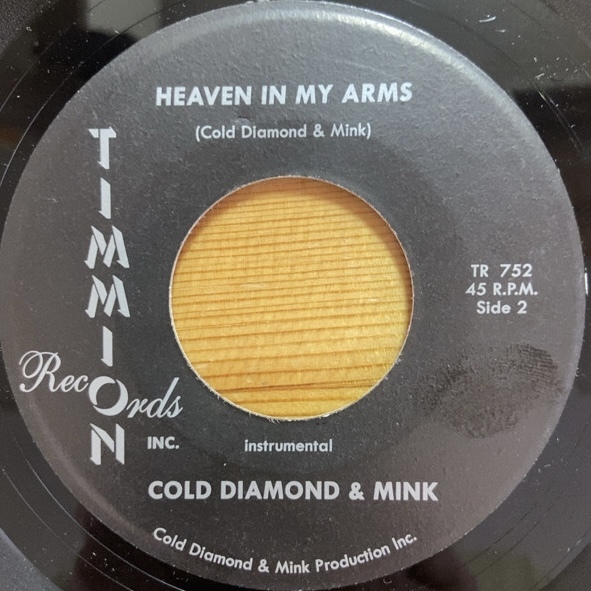 HEAVEN IN MY ARMS
(Cold Diamond & Mink)
TIMMION
Records
INC.
TR 752
45 R.P.M.
Side 2
instrumental
COLD DIAMOND & MINK
Cold Diamond & Mink Production Inc.